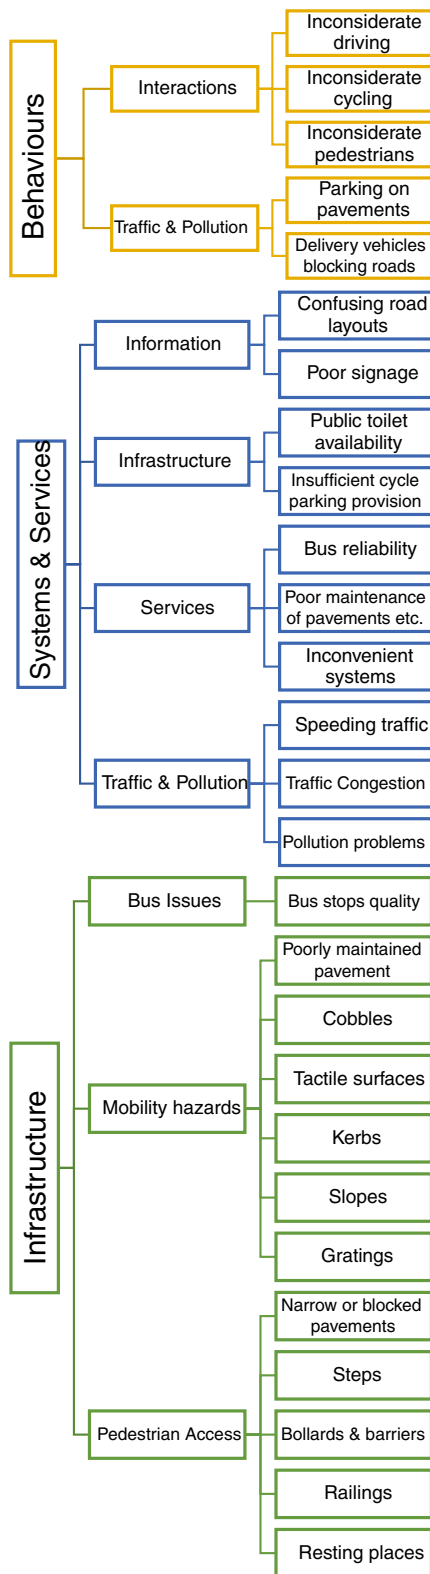 Behaviours
Interactions
Inconsiderate
driving
Inconsiderate
cycling
Inconsiderate
pedestrians
Traffic & Pollution
Parking on
pavements
Delivery vehicles
blocking roads
Systems & Services
Information
Confusing road
layouts
Poor signage
Infrastructure
Public toilet
availability
Insufficient cycle
parking provision
Services
Bus reliability
Poor maintenance
of pavements etc.
Inconvenient
systems
Traffic & Pollution
Speeding traffic
Traffic Congestion
Pollution problems
Infrastructure
Bus Issues
Bus stops quality
Mobility hazards
Poorly maintained
pavement
Cobbles
Tactile surfaces
Kerbs
Slopes
Gratings
Pedestrian Access
Narrow or blocked
pavements
Steps
Bollards & barriers
Railings
Resting places